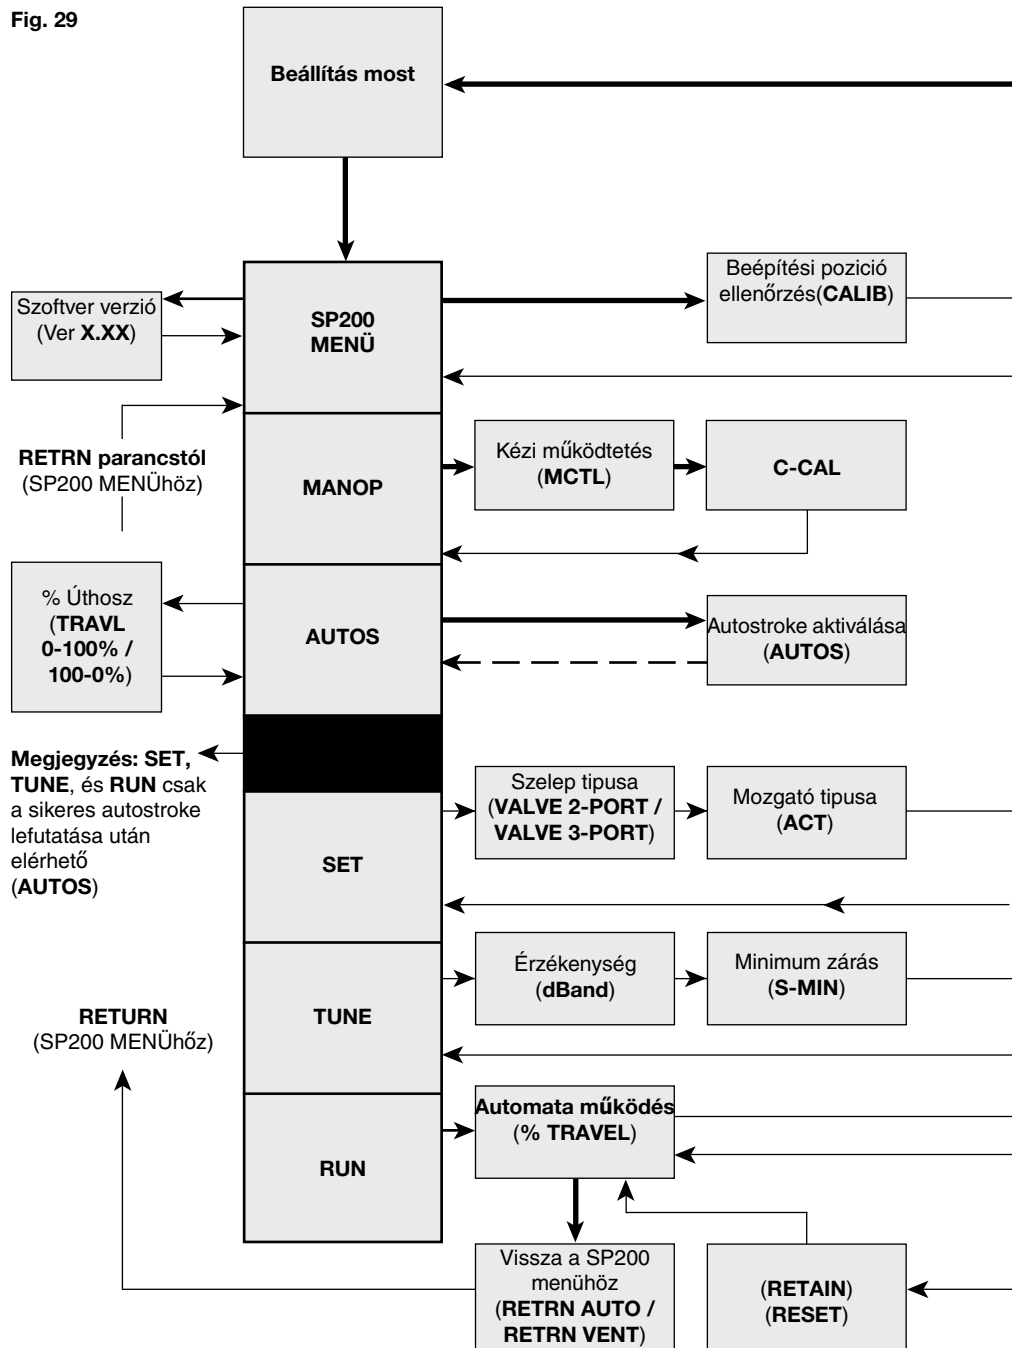 Fig. 29
Beállítás most
Szoftver verzió
(Ver X.XX)
SP200
MENÜ
Beépítési pozició
ellenőrzés(CALIB)
RETRN parancstól
(SP200 MENÜhöz)
MANOP
Kézi működtetés
(MCTL)
C-CAL
% Úthosz
(TRAVL
0-100% /
100-0%)
AUTOS
Autostroke aktiválása
(AUTOS)
Megjegyzés: SET,
TUNE, és RUN csak
a sikeres autostroke
lefutatása után
elérhető
(AUTOS)
SET
Szelep tipusa
(VALVE 2-PORT /
VALVE 3-PORT)
Mozgató tipusa
(ACT)
TUNE
Érzékenység
(dBand)
Minimum zárás
(S-MIN)
RETURN
(SP200 MENÜhőz)
RUN
Automata működés
(% TRAVEL)
Vissza a SP200
menühöz
(RETRN AUTO /
RETRN VENT)
(RETAIN)
(RESET)